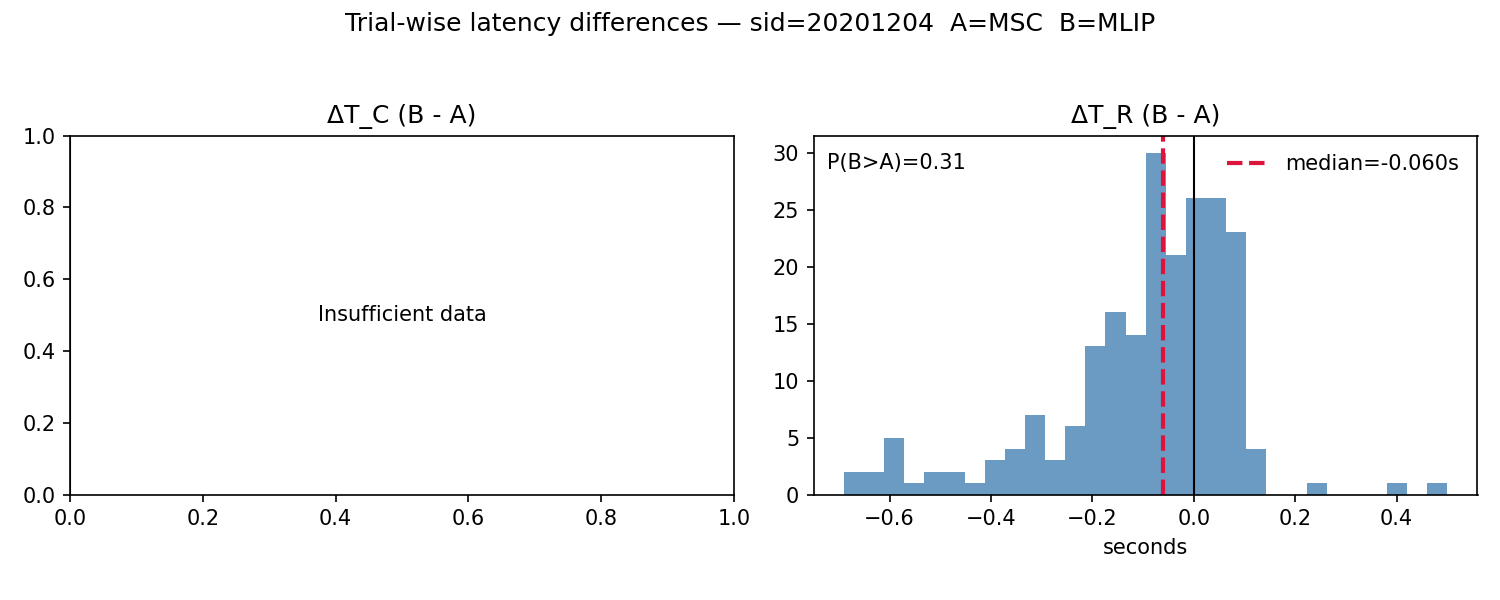 Trial-wise latency differences — sid=20201204  A=MSC  B=MLIP
ΔT_C (B - A)
1.0
0.8
0.6
0.4
0.2
0.0
Insufficient data
0.0 0.2 0.4 0.6 0.8 1.0
ΔT_R (B - A)
P(B>A)=0.31
median=-0.060s
30
25
20
15
10
5
0
−0.6 −0.4 −0.2 0.0 0.2 0.4
seconds